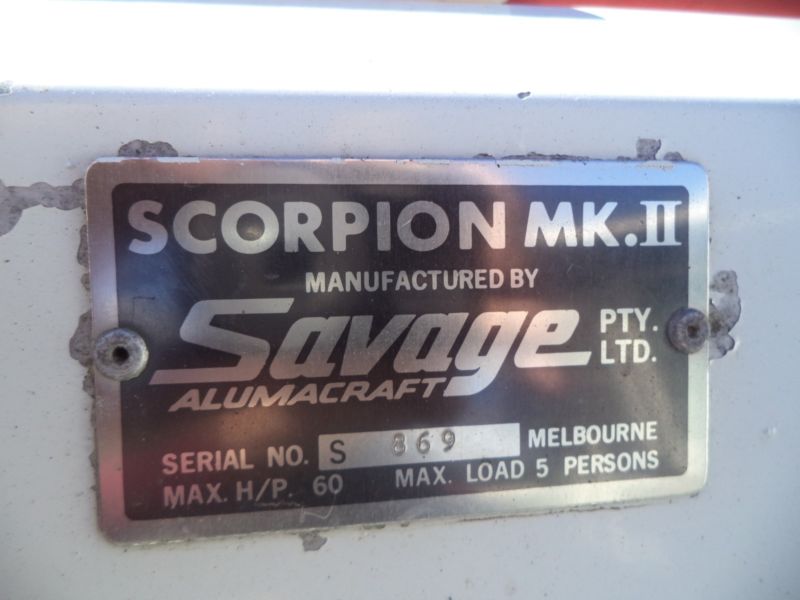 SCORPION MK.II
MANUFACTURED BY
Savage PTY. LTD.
ALUMACRAFT
SERIAL NO. S 869 MELBOURNE
MAX. H/P. 60 MAX. LOAD 5 PERSONS